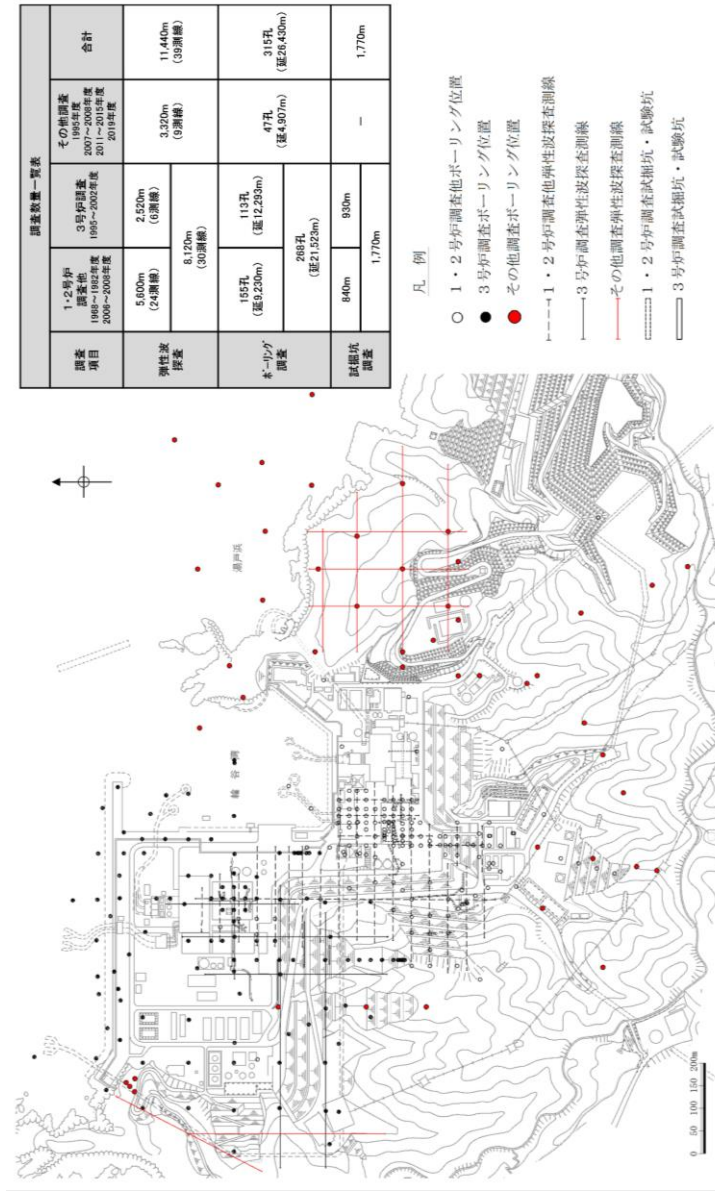 調査数量一覧表
調査
項目
1・2号炉
調査他
1968～1982年度
2006～2008年度
3号炉調査
1995～2002年度
その他調査
1995年度
2007～2008年度
2011～2015年度
2019年度
合計
弾性波
探査
5,600m
(24測線)
2,520m
(6測線)
3,320m
(9測線)
11,440m
(39測線)
8,120m
(30測線)
ボーリング
調査
155孔
(延9,230m)
113孔
(延12,293m)
47孔
(延4,907m)
315孔
(延26,430m)
268孔
(延21,523m)
試掘坑
調査
840m
930m
－
1,770m
1,770m
凡 例
1・2号炉調査他ボーリング位置
3号炉調査ボーリング位置
その他調査ボーリング位置
1・2号炉調査他弾性波探査測線
3号炉調査弾性波探査測線
その他調査弾性波探査測線
1・2号炉調査試掘坑・試験坑
3号炉調査試掘坑・試験坑
輪谷湾
0 50 100 150 200m